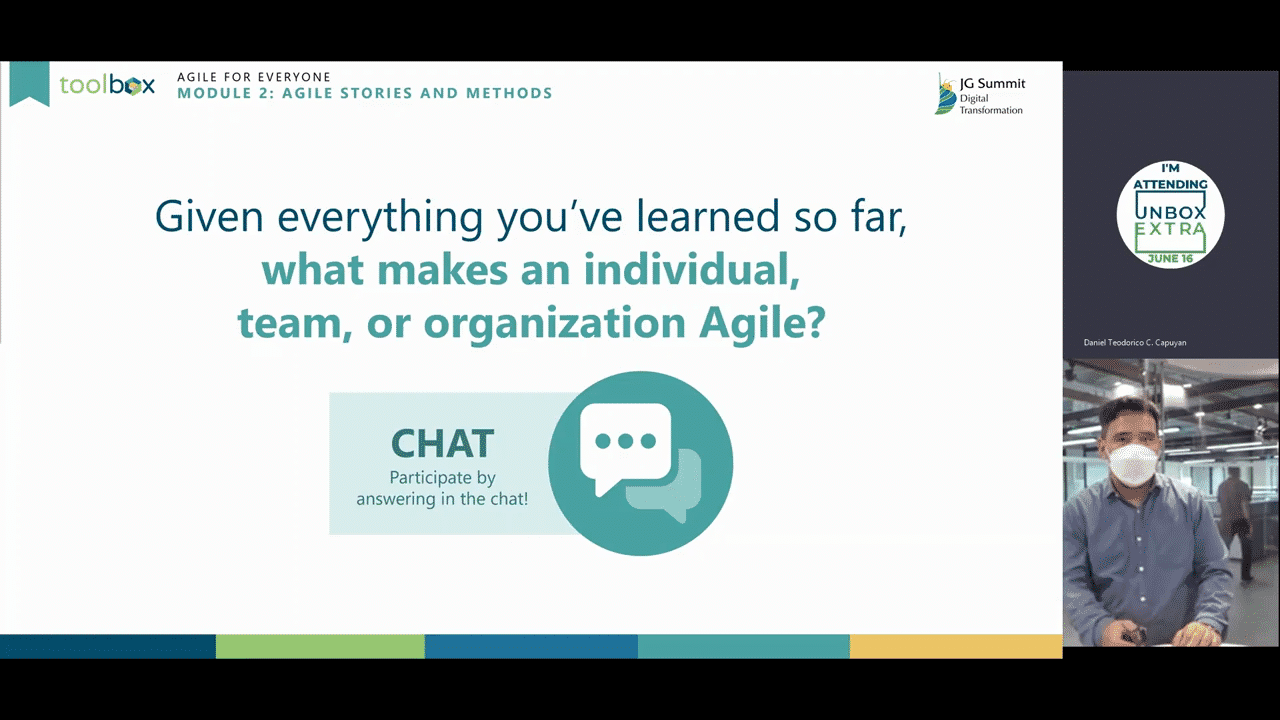 toolbox
AGILE FOR EVERYONE
MODULE 2: AGILE STORIES AND METHODS
JG Summit
Digital
Transformation
Given everything you’ve learned so far,
what makes an individual,
team, or organization Agile?
CHAT
Participate by
answering in the chat!
I'M
ATTENDING
UNBOX
EXTRA
JUNE 16
Daniel Teodorico C. Capuyan